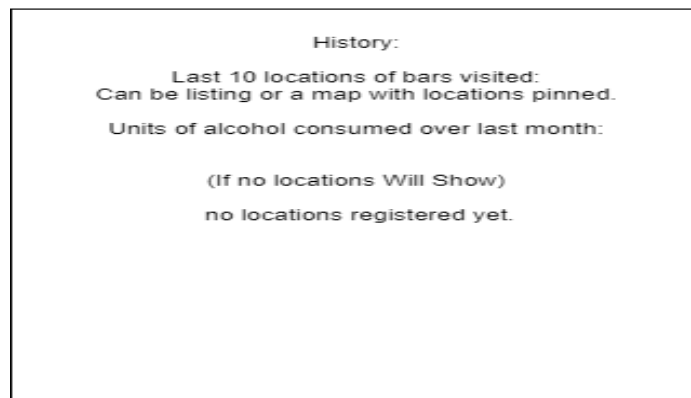 History:
Last 10 locations of bars visited:
Can be listing or a map with locations pinned.
Units of alcohol consumed over last month:
(If no locations Will Show)
no locations registered yet.